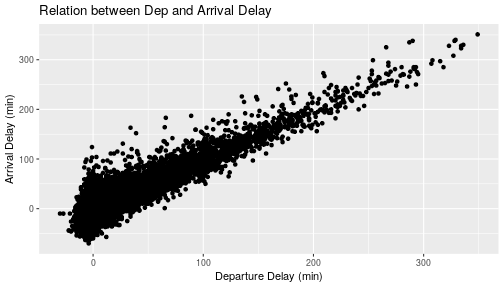 Relation between Dep and Arrival Delay
Arrival Delay (min)
300
200
100
0
0 100 200 300
Departure Delay (min)